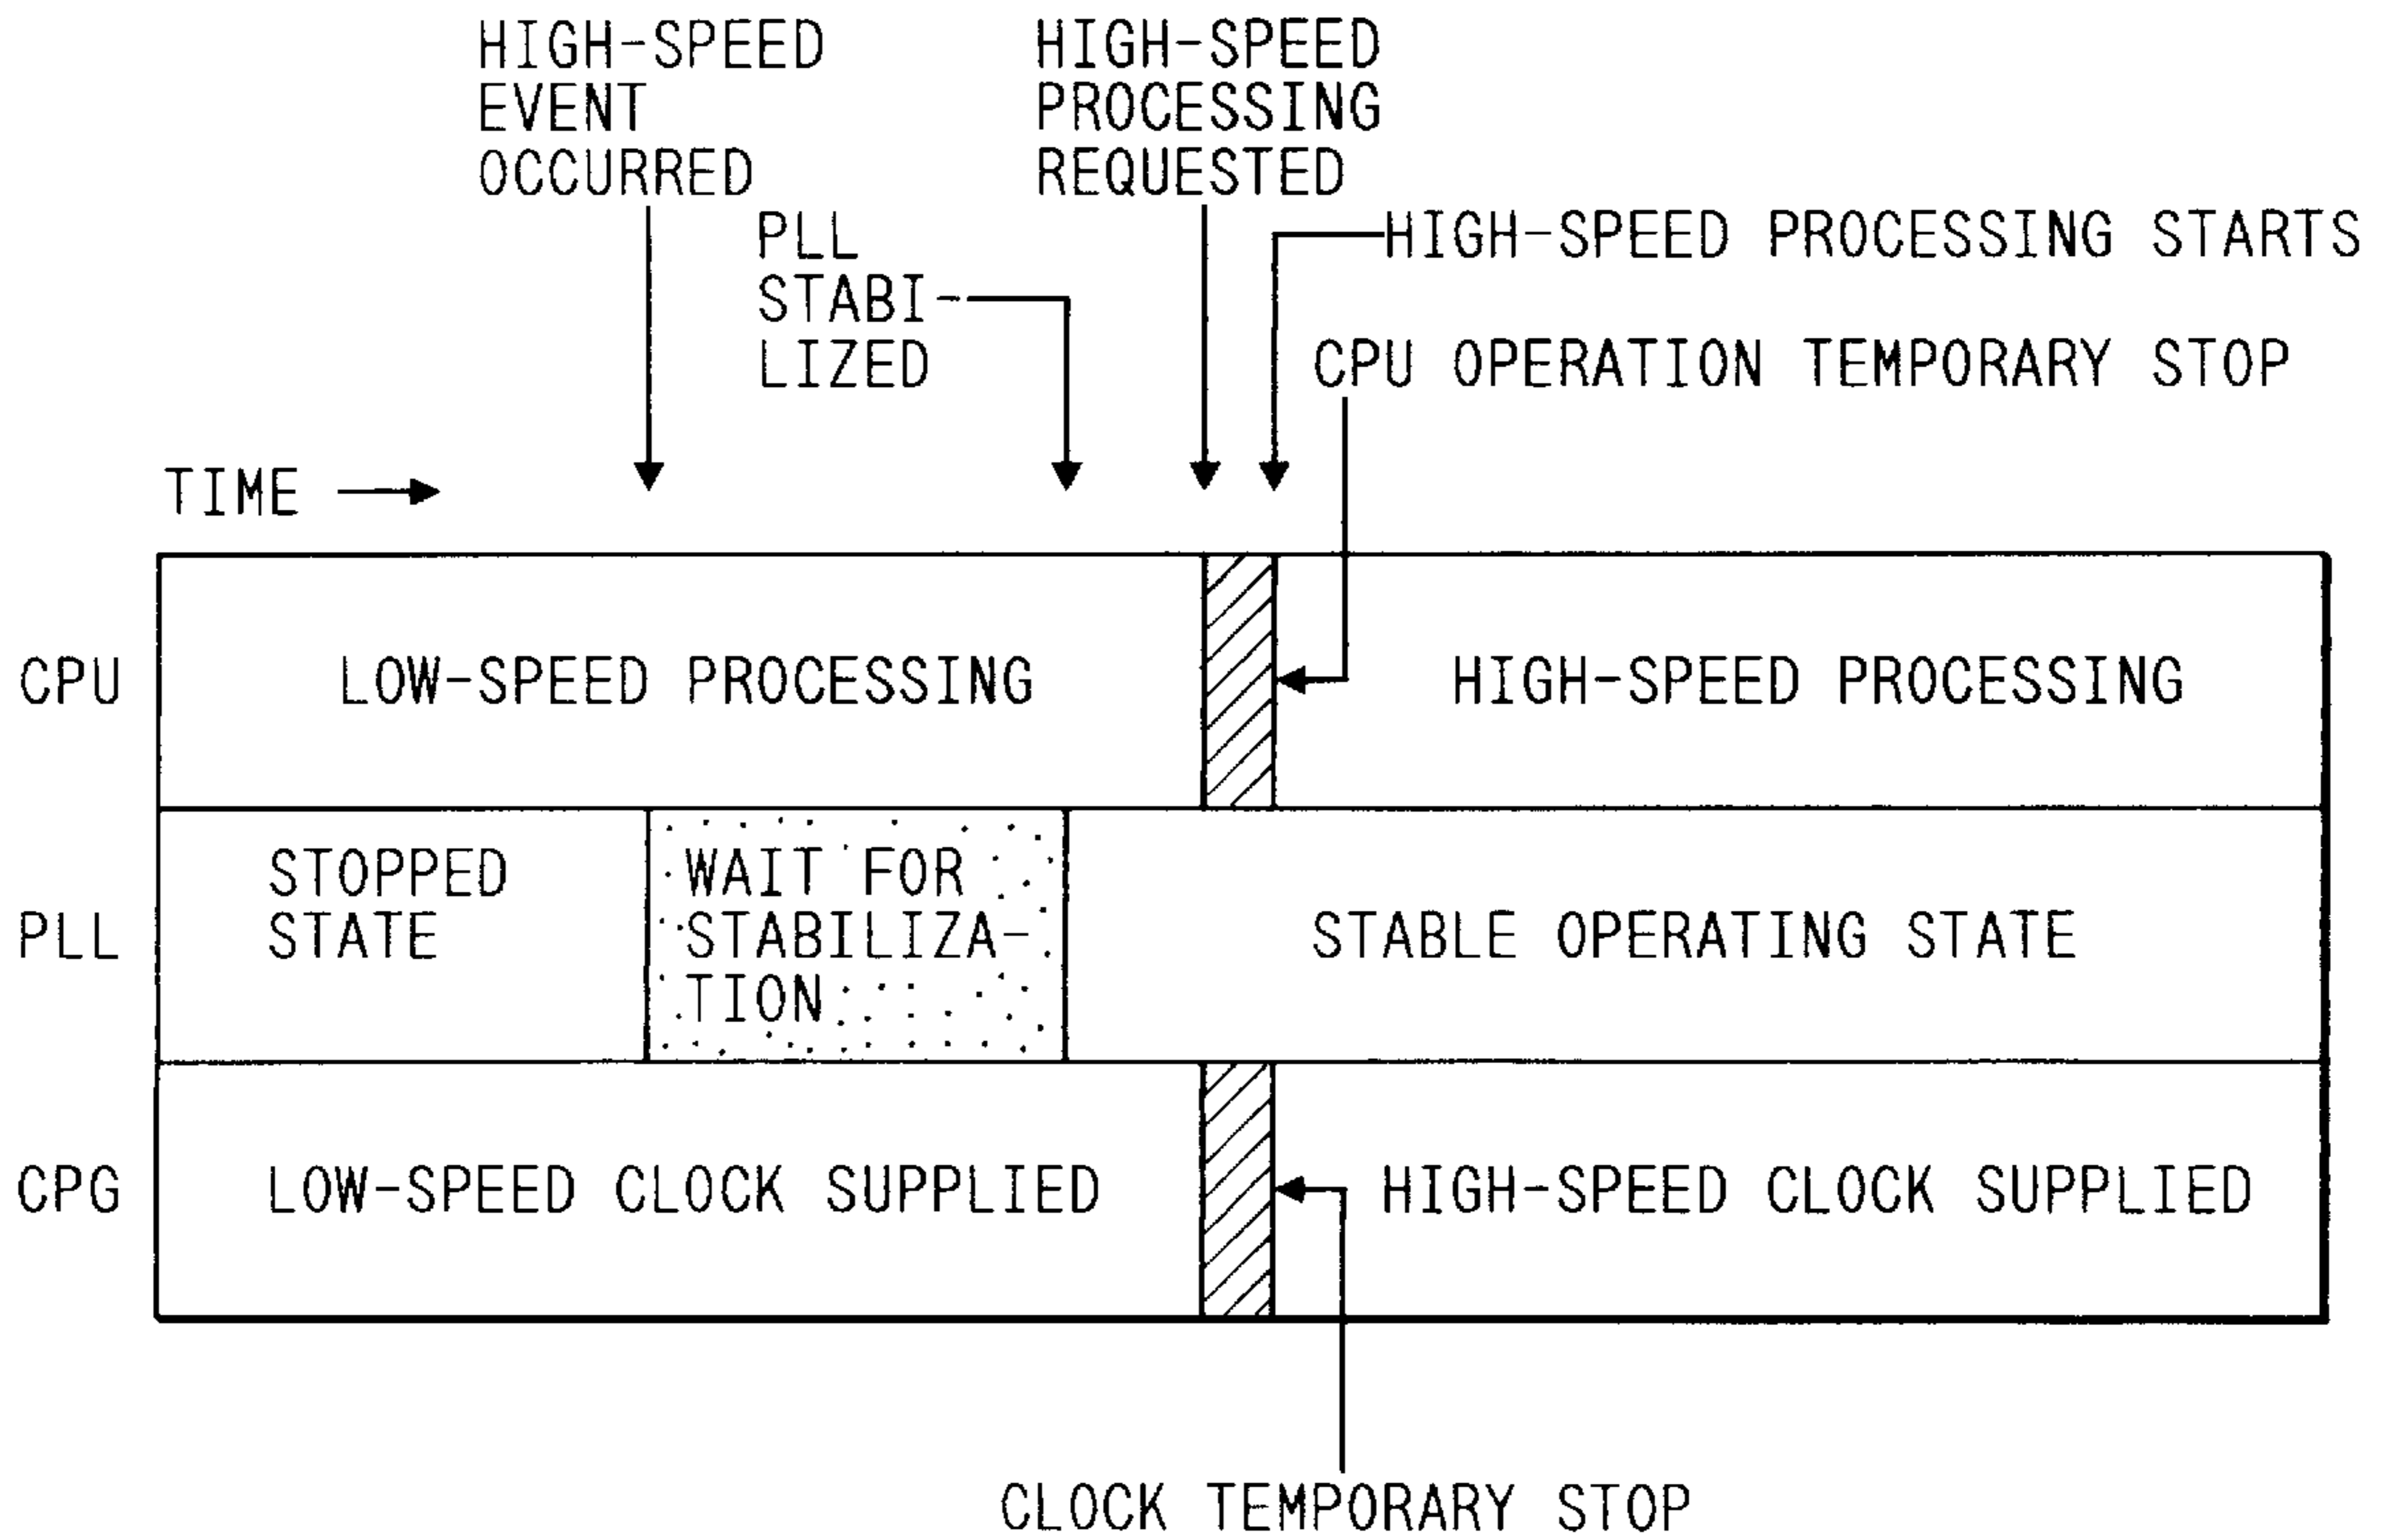 HIGH-SPEED
EVENT
OCCURRED
HIGH-SPEED
PROCESSING
REQUESTED
PLL
STABI-
LIZED
HIGH-SPEED PROCESSING STARTS
CPU OPERATION TEMPORARY STOP
TIME
CPU
LOW-SPEED PROCESSING
HIGH-SPEED PROCESSING
PLL
STOPPED
STATE
WAIT FOR
STABILIZA-
TION
STABLE OPERATING STATE
CPG
LOW-SPEED CLOCK SUPPLIED
HIGH-SPEED CLOCK SUPPLIED
CLOCK TEMPORARY STOP